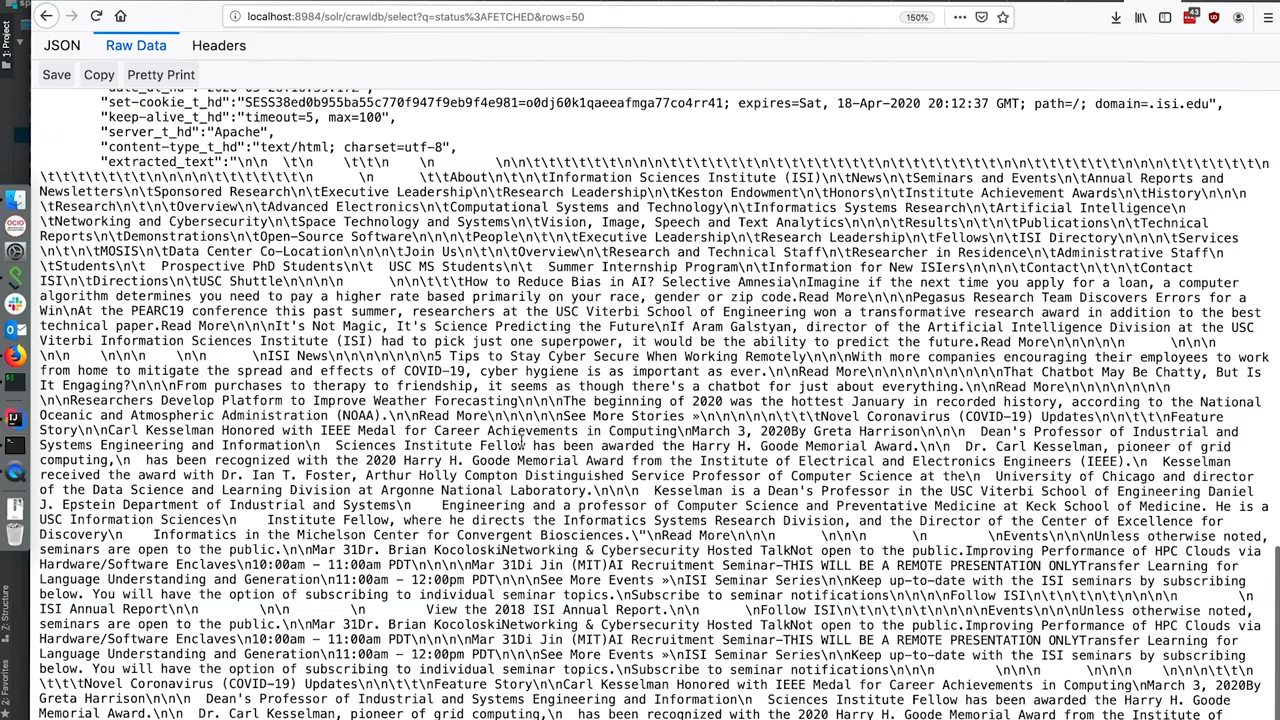 1: Project
localhost:8984/solr/crawldb/select?q=status%3AFETCHED&rows=50
150%
43
JSON
Raw Data
Headers
Save
Copy
Pretty Print
"set-cookie_t_hd":"SESS38ed0b955ba55c770f947f9eb9f4e981=o0dj60k1qaeeafmga77co4rr41; expires=Sat, 18-Apr-2020 20:12:37 GMT; path=/; domain=.isi.edu",
"keep-alive_t_hd":"timeout=5, max=100",
"server_t_hd":"Apache",
"content-type_t_hd":"text/html; charset=utf-8",
"extracted_text":"\n\n \t\n \t\t\n \n \n\n\t\t\t\t\t\t\n\n\t\t\t\t\t\t\t\t\t\t\t\t\t\t\t\t\n\t\t\t\t\t\t\t\n\n\t\t\t\t\t\t\n
\t\t\t\t\t\t\t\n\n\n\n\t\t\t\t\t\t\t\n \n \t\t\tAbout\n\t\n\tInformation Sciences Institute (ISI)\n\tNews\n\tSeminars and Events\n\tAnnual Reports and
Newsletters\n\tSponsored Research\n\tExecutive Leadership\n\tResearch Leadership\n\tKeston Endowment\n\tHonors\n\tInstitute Achievement Awards\n\tHistory\n\n\n
\tResearch\n\t\n\tOverview\n\tAdvanced Electronics\n\tComputational Systems and Technology\n\tInformatics Systems Research\n\tArtificial Intelligence\n
\tNetworking and Cybersecurity\n\tSpace Technology and Systems\n\tVision, Image, Speech and Text Analytics\n\n\n\tResults\n\t\n\tPublications\n\tTechnical
Reports\n\tDemonstrations\n\tOpen-Source Software\n\n\n\tPeople\n\t\n\tExecutive Leadership\n\tResearch Leadership\n\tFellows\n\tISI Directory\n\n\n\tServices
\n\t\n\tMOSIS\n\tData Center Co-Location\n\n\n\tJoin Us\n\t\n\tOverview\n\tResearch and Technical Staff\n\tResearcher in Residence\n\tAdministrative Staff\n
\tStudents\n\t  Prospective PhD Students\n\t  USC MS Students\n\t  Summer Internship Program\n\tInformation for New ISIers\n\n\n\tContact\n\t\n\tContact
ISI\n\tDirections\n\tUSC Shuttle\n\n\n\n \n\t\t\tHow to Reduce Bias in AI? Selective Amnesia\nImagine if the next time you apply for a loan, a computer
algorithm determines you need to pay a higher rate based primarily on your race, gender or zip code.Read More\n\n\nPegasus Research Team Discovers Errors for a
Win\nAt the PEARC19 conference this past summer, researchers at the USC Viterbi School of Engineering won a transformative research award in addition to the best
technical paper.Read More\n\n\nIt's Not Magic, It's Science Predicting the Future\nIf Aram Galstyan, director of the Artificial Intelligence Division at the USC
Viterbi Information Sciences Institute (ISI) had to pick just one superpower, it would be the ability to predict the future.Read More\n\n\n \n\n\n
\n\n \n\n\n\n \n\n \nISI News\n\n\n\n\n\n5 Tips to Stay Cyber Secure When Working Remotely\n\n\nWith more companies encouraging their employees to work
from home to mitigate the spread and effects of COVID-19, cyber hygiene is as important as ever.\n\nRead More\n\n\n\n\nThat Chatbot May Be Chatty, But Is
It Engaging?\n\n\nFrom purchases to therapy to friendship, it seems as though there's a chatbot for just about everything.\n\nRead More\n\n\n\n\n\n
\n\nResearchers Develop Platform to Improve Weather Forecasting\n\n\nThe beginning of 2020 was the hottest January in recorded history, according to the National
Oceanic and Atmospheric Administration (NOAA).\n\nRead More\n\n\n\n\nSee More Stories »\n\n\n\n\n\t\t\tNovel Coronavirus (COVID-19) Updates\n\n\t\t\tFeature
Story\n\nCarl Kesselman Honored with IEEE Medal for Career Achievements in Computing\nMarch 3, 2020By Greta Harrison\n\n\n  Dean's Professor of Industrial and
Systems Engineering and Information\n  Sciences Institute Fellow has been awarded the Harry H. Goode Memorial Award.\n\n  Dr. Carl Kesselman, pioneer of grid
computing,\n  has been recognized with the 2020 Harry H. Goode Memorial Award from the Institute of Electrical and Electronics Engineers (IEEE).\n  Kesselman
received the award with Dr. Ian T. Foster, Arthur Holly Compton Distinguished Service Professor of Computer Science at the\n  University of Chicago and director
of the Data Science and Learning Division at Argonne National Laboratory.\n\n\n  Kesselman is a Dean's Professor in the USC Viterbi School of Engineering Daniel
J. Epstein Department of Industrial and Systems\n   Engineering and a professor of Computer Science and Preventative Medicine at Keck School of Medicine. He is a
USC Information Sciences\n   Institute Fellow, where he directs the Informatics Systems Research Division, and the Director of the Center of Excellence for
Discovery\n   Informatics in the Michelson Center for Convergent Biosciences.\"\nRead More\n\n \n\n\n \n\n \nEvents\n\n\nUnless otherwise noted,
seminars are open to the public.\n\nMar 31Dr. Brian KocoloskiNetworking & Cybersecurity Hosted TalkNot open to the public.Improving Performance of HPC Clouds via
Hardware/Software Enclaves\n10:00am – 11:00am PDT\n\n\n\nMar 31Di Jin (MIT)AI Recruitment Seminar-THIS WILL BE A REMOTE PRESENTATION ONLYTransfer Learning for
Language Understanding and Generation\n11:00am – 12:00pm PDT\n\n\nSee More Events »\n\nISI Seminar Series\n\nKeep up-to-date with the ISI seminars by subscribing
below. You will have the option of subscribing to individual seminar topics.\nSubscribe to seminar notifications\n\n\n\nFollow ISI\n\t\n\t\n\t\n\t\n\n \n
ISI Annual Report\n\n \n\n \n View the 2018 ISI Annual Report.\n\n \nFollow ISI\n\t\n\t\n\t\n\t\n\nEvents\n\n\nUnless otherwise noted,
seminars are open to the public.\n\nMar 31Dr. Brian KocoloskiNetworking & Cybersecurity Hosted TalkNot open to the public.Improving Performance of HPC Clouds via
Hardware/Software Enclaves\n10:00am – 11:00am PDT\n\n\n\nMar 31Di Jin (MIT)AI Recruitment Seminar-THIS WILL BE A REMOTE PRESENTATION ONLYTransfer Learning for
Language Understanding and Generation\n11:00am – 12:00pm PDT\n\n\nSee More Events »\n\nISI Seminar Series\n\nKeep up-to-date with the ISI seminars by subscribing
below. You will have the option of subscribing to individual seminar topics.\nSubscribe to seminar notifications\n\n\n \n\n\n \n\n\n \n\n\t\t\t\n
\t\t\tNovel Coronavirus (COVID-19) Updates\n\t\t\tFeature Story\n\nCarl Kesselman Honored with IEEE Medal for Career Achievements in Computing\nMarch 3, 2020By
Greta Harrison\n\n\n  Dean's Professor of Industrial and Systems Engineering and Information\n  Sciences Institute Fellow has been awarded the Harry H. Goode
Memorial Award.\n\n  Dr. Carl Kesselman, pioneer of grid computing,\n  has been recognized with the 2020 Harry H. Goode Memorial Award from the Institute of
Z: Structure
2: Favorites